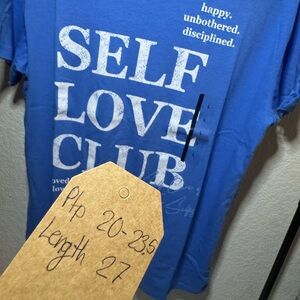 happy.
unbothered.
disciplined.
SELF
LOVE
CLUB
Ptp 20-23,5
Length 27